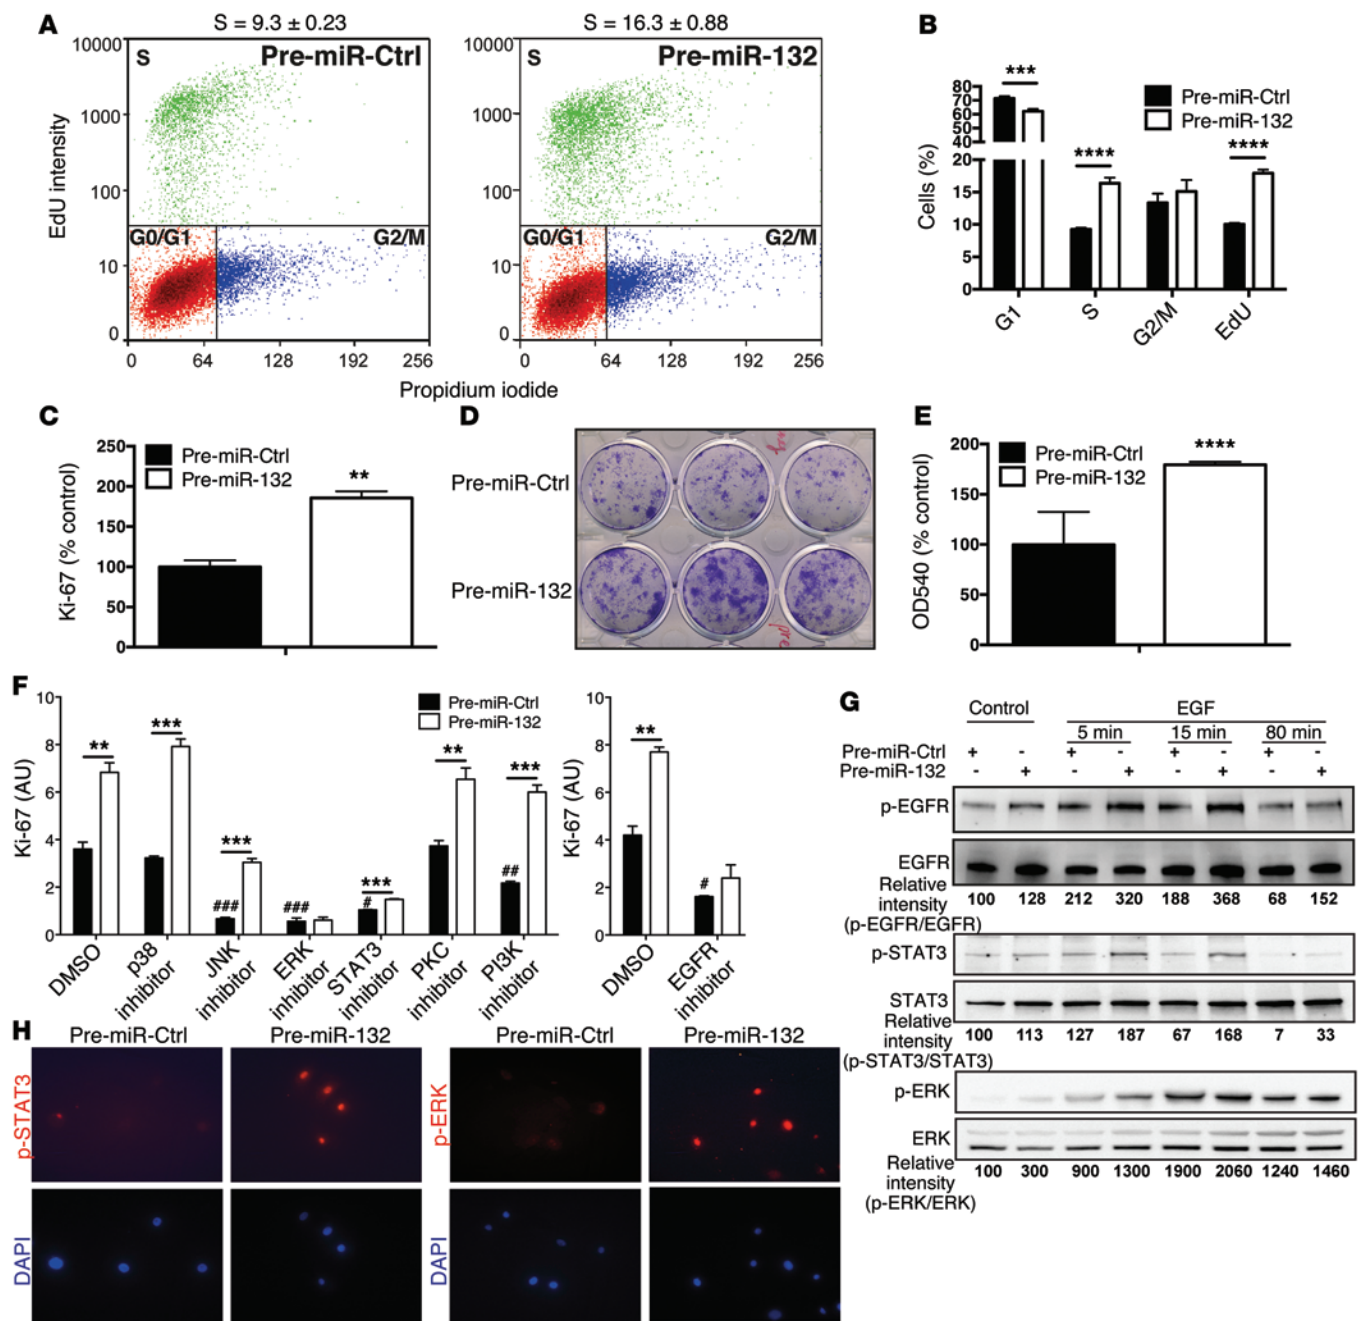 A
S = 9.3 ± 0.23
S = 16.3 ± 0.88
10000
1000
100
10
0
EdU intensity
S
Pre-miR-Ctrl
G0/G1
G2/M
0 64 128 192 256
10000
1000
100
10
0
S
Pre-miR-132
G0/G1
G2/M
0 64 128 192 256
Propidium iodide
B
Cells (%)
80
70
60
50
40
20
15
10
5
0
***
****
****
Pre-miR-Ctrl
Pre-miR-132
G1
S
G2/M
EdU
C
Ki-67 (% control)
250
200
150
100
50
0
Pre-miR-Ctrl
Pre-miR-132
**
D
Pre-miR-Ctrl
Pre-miR-132
E
OD540 (% control)
200
150
100
50
0
Pre-miR-Ctrl
Pre-miR-132
****
F
Ki-67 (AU)
10
8
6
4
2
0
Pre-miR-Ctrl
Pre-miR-132
**
***
***
###
###
***
#
**
***
##
DMSO
p38
inhibitor
JNK
inhibitor
ERK
inhibitor
STAT3
inhibitor
PKC
inhibitor
PI3K
inhibitor
Ki-67 (AU)
10
8
6
4
2
0
**
#
DMSO
EGFR
inhibitor
G
Control
EGF
5 min
15 min
80 min
Pre-miR-Ctrl + - + - + - + -
Pre-miR-132 - + - + - + - +
p-EGFR
EGFR
Relative
intensity
(p-EGFR/EGFR)
100 128 212 320 188 368 68 152
p-STAT3
STAT3
Relative
intensity
(p-STAT3/STAT3)
100 113 127 187 67 168 7 33
p-ERK
ERK
Relative
intensity
(p-ERK/ERK)
100 300 900 1300 1900 2060 1240 1460
H
Pre-miR-Ctrl
Pre-miR-132
Pre-miR-Ctrl
Pre-miR-132
p-STAT3
DAPI
p-ERK
DAPI